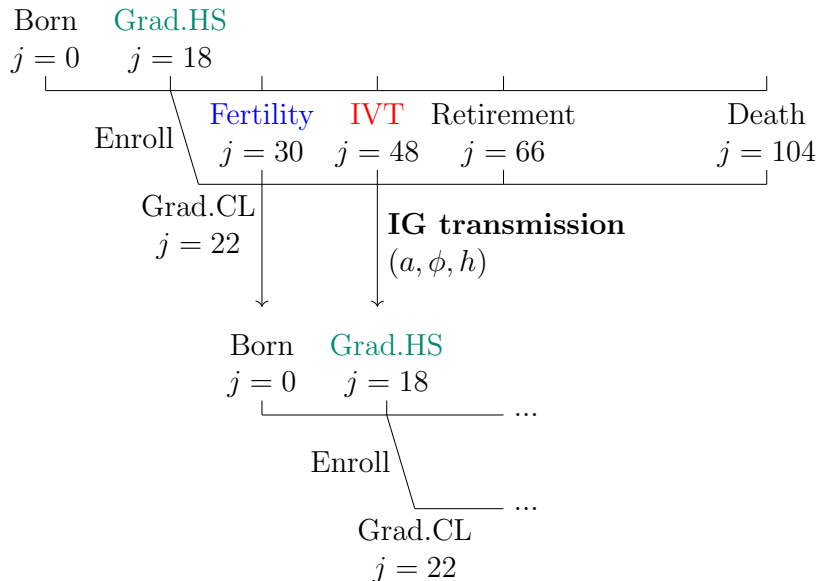 Born Grad.HS
j = 0 j = 18
Fertility IVT Retirement Death
Enroll
j = 30 j = 48 j = 66 j = 104
Grad.CL
j = 22
IG transmission
(a, ϕ, h)
Born Grad.HS
j = 0 j = 18
...
Enroll
...
Grad.CL
j = 22